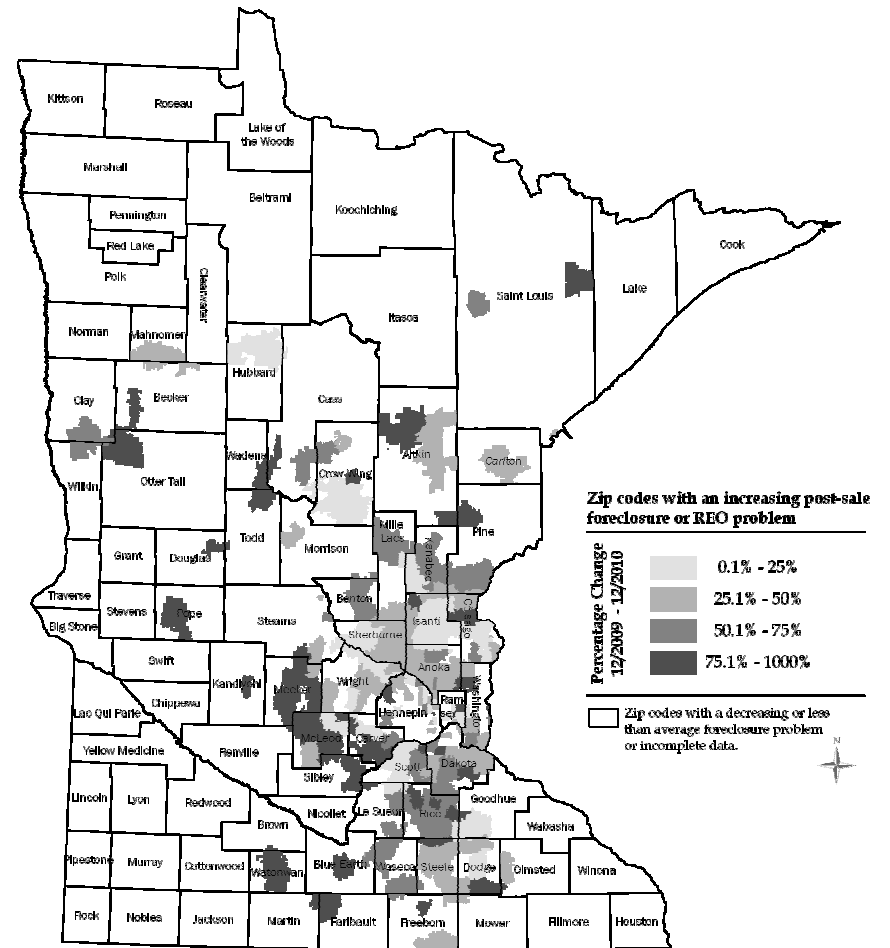 Kittson
Roseau
Lake of
the Woods
Marshall
Beltrami
Koochiching
Pennington
Red Lake
Polk
Clearwater
Cook
Lake
Saint Louis
Itasca
Norman
Mahnomen
Hubbard
Cass
Clay
Becker
Wadena
Crow Wing
Aitkin
Carlton
Wilkin
Otter Tail
Todd
Morrison
Mille
Lacs
Kanabec
Pine
Grant
Douglas
Traverse
Stevens
Pope
Stearns
Benton
Isanti
Chisago
Big Stone
Sherburne
Swift
Anoka
Kandiyohi
Meeker
Wright
Washington
Lac Qui Parle
Chippewa
Hennepin
Ram
sey
Yellow Medicine
Renville
McLeod
Carver
Scott
Dakota
Sibley
Lincoln
Lyon
Redwood
Nicollet
Le Sueur
Rice
Goodhue
Brown
Wabasha
Pipestone
Murray
Cottonwood
Watonwan
Blue Earth
Waseca
Steele
Dodge
Olmsted
Winona
Rock
Nobles
Jackson
Martin
Faribault
Freeborn
Mower
Fillmore
Houston
Zip codes with an increasing post-sale
foreclosure or REO problem
Percentage Change
12/2009 - 12/2010
0.1% - 25%
25.1% - 50%
50.1% - 75%
75.1% - 1000%
Zip codes with a decreasing or less
than average foreclosure problem
or incomplete data.
N